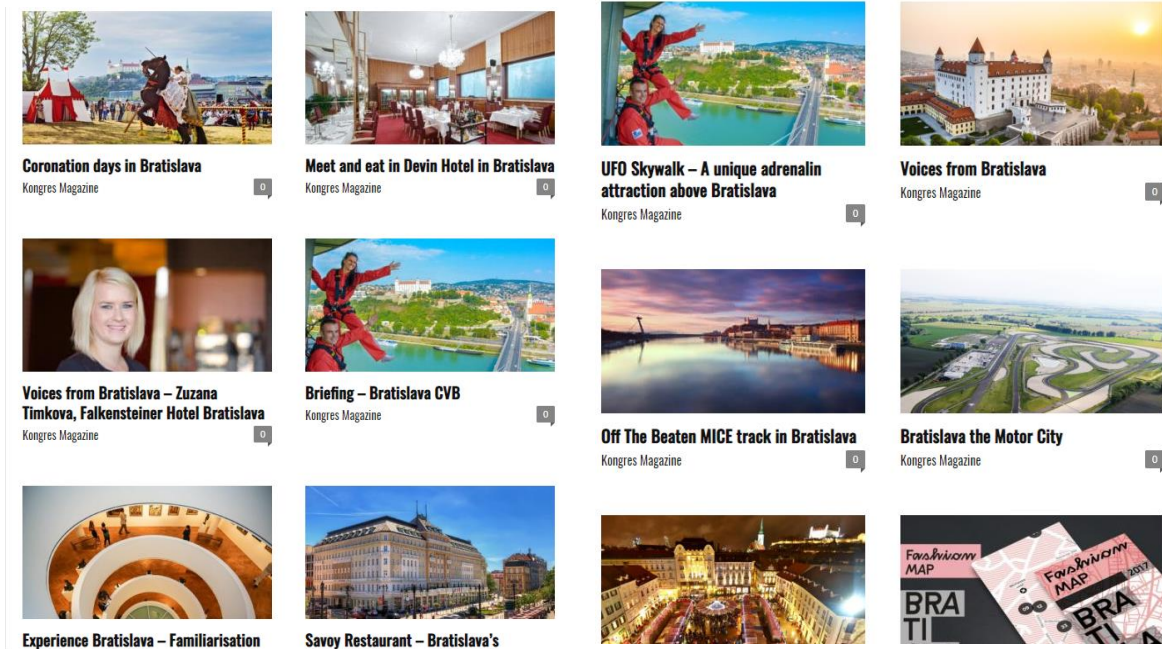 Coronation days in Bratislava
Kongres Magazine
0
Meet and eat in Devin Hotel in Bratislava
Kongres Magazine
0
UFO Skywalk – A unique adrenalin
attraction above Bratislava
Kongres Magazine
0
Voices from Bratislava
Kongres Magazine
0
Voices from Bratislava – Zuzana
Timkova, Falkensteiner Hotel Bratislava
Kongres Magazine
0
Briefing – Bratislava CVB
Kongres Magazine
0
Off The Beaten MICE track in Bratislava
Kongres Magazine
0
Bratislava the Motor City
Kongres Magazine
0
Experience Bratislava – Familiarisation
Savoy Restaurant – Bratislava's
Fashion
MAP
BRA
TI
Fashion
MAP
2017
BRA
TI